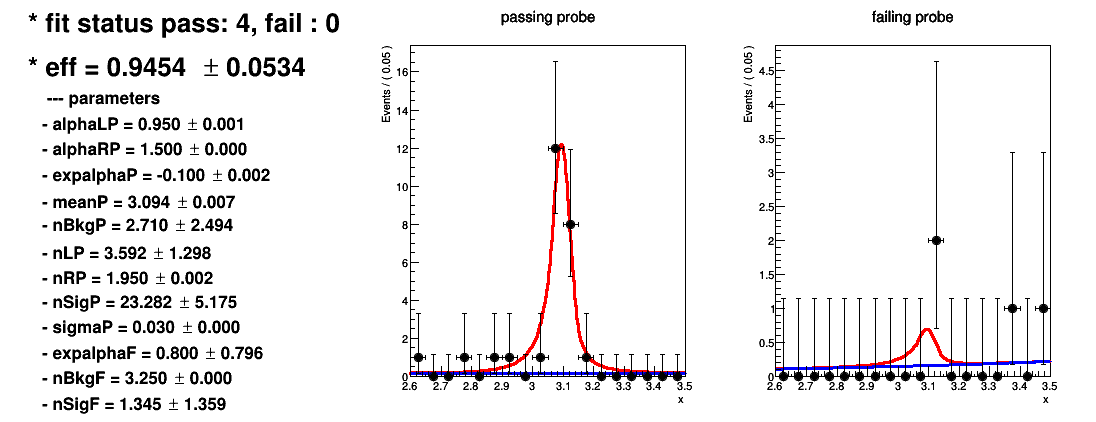 * fit status pass: 4, fail : 0
* eff = 0.9454 ± 0.0534
--- parameters
- alphaLP = 0.950 ± 0.001
- alphaRP = 1.500 ± 0.000
- expalphaP = -0.100 ± 0.002
- meanP = 3.094 ± 0.007
- nBkgP = 2.710 ± 2.494
- nLP = 3.592 ± 1.298
- nRP = 1.950 ± 0.002
- nSigP = 23.282 ± 5.175
- sigmaP = 0.030 ± 0.000
- expalphaF = 0.800 ± 0.796
- nBkgF = 3.250 ± 0.000
- nSigF = 1.345 ± 1.359
passing probe
Events / ( 0.05 )
16
14
12
10
8
6
4
2
0
2.6 2.7 2.8 2.9 3 3.1 3.2 3.3 3.4 3.5
x
failing probe
Events / ( 0.05 )
4.5
4
3.5
3
2.5
2
1.5
1
0.5
0
2.6 2.7 2.8 2.9 3 3.1 3.2 3.3 3.4 3.5
x